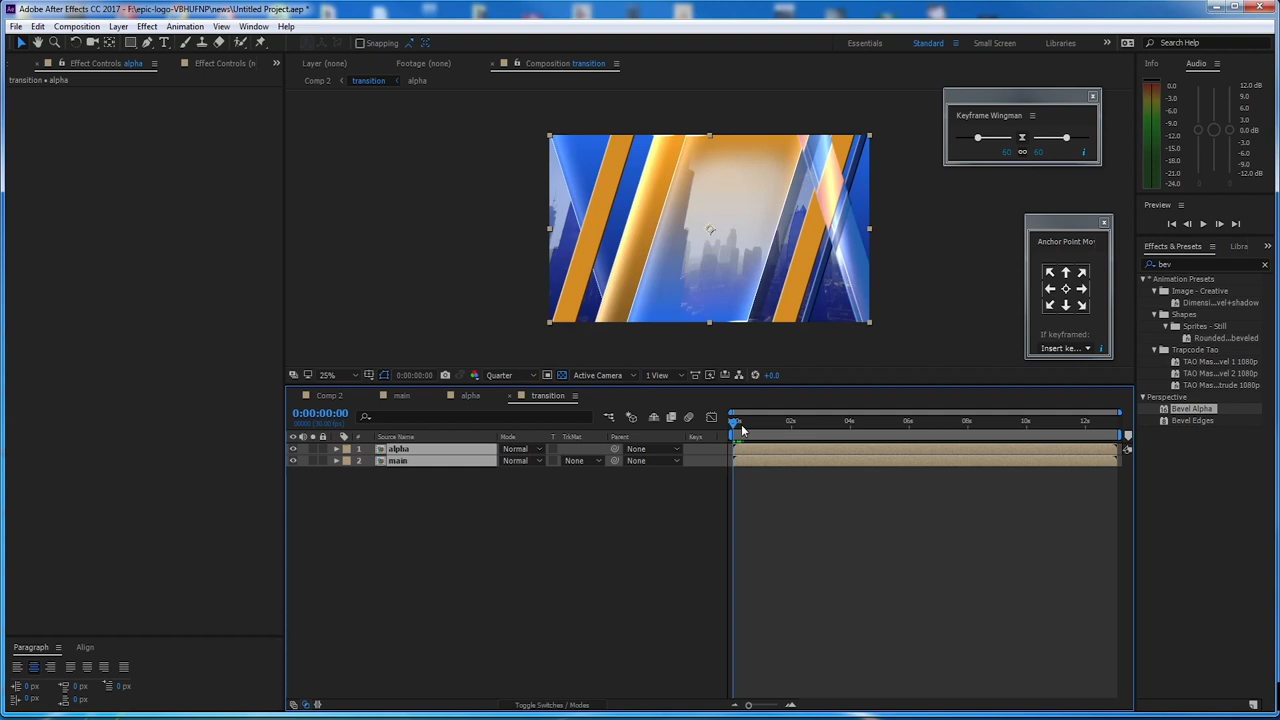 Adobe After Effects CC 2017 - F:\epic-logo-VBHUFNP\news\Untitled Project.aep *
File Edit Composition Layer Effect Animation View Window Help
Snapping
Essentials Standard Small Screen Libraries Search Help
Effect Controls alpha
Effect Controls (n
transition • alpha
Layer (none) Footage (none) Composition transition
Comp 2 transition alpha
Keyframe Wingman
60 60 i
Anchor Point Mo
If keyframed:
Insert ke... i
Info Audio
0.0
-3.0
-6.0
-9.0
-12.0
-15.0
-18.0
-21.0
-24.0
12.0 dB
9.0
6.0
3.0
0.0 dB
-3.0
-6.0
-9.0
-12.0 dB
Preview
Effects & Presets Libra
bev
* Animation Presets
Image - Creative
Dimensi...vel+shadow
Shapes
Sprites - Still
Rounded...beveled
Trapcode Tao
TAO Mas...vel 1 1080p
TAO Mas...vel 2 1080p
TAO Mas...trude 1080p
Perspective
Bevel Alpha
Bevel Edges
25% 0:00:00:00 Quarter Active Camera 1 View +0.0
Comp 2 main alpha transition
0:00:00:00
00000 (30.00 fps)
02s 04s 06s 08s 10s 12s
# Source Name Mode T TrkMat Parent Keys
1 alpha Normal None
2 main Normal None None
Toggle Switches / Modes
Paragraph Align
0 px 0 px 0 px
0 px 0 px